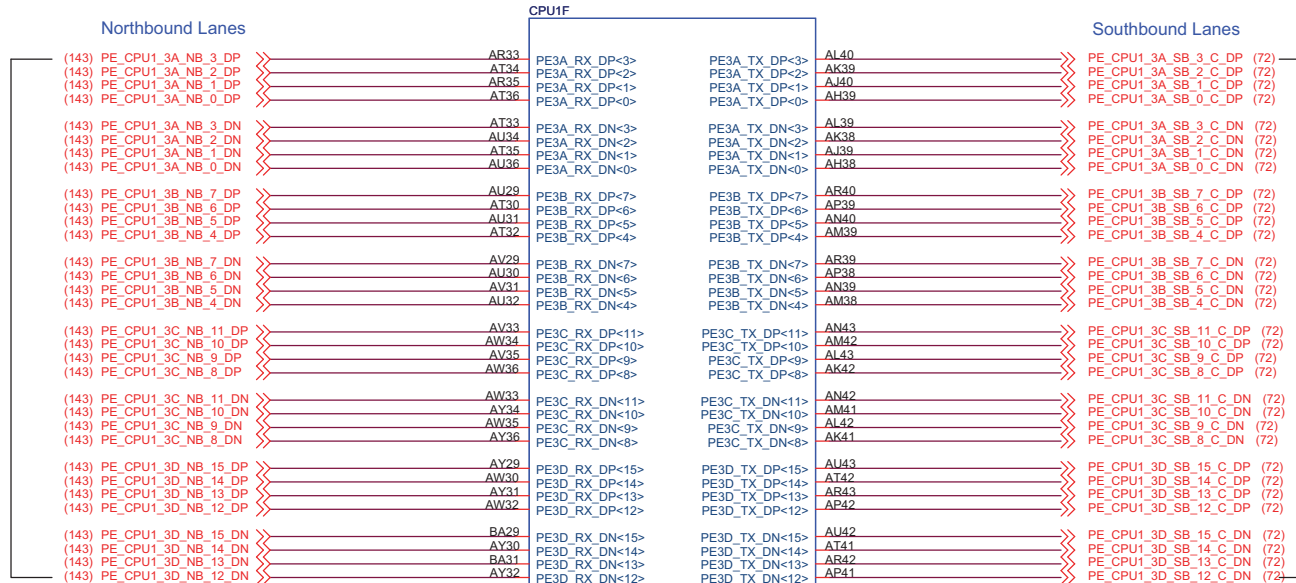 CPU1F
Northbound Lanes
Southbound Lanes
(143) PE_CPU1_3A_NB_3_DP AR33 PE3A_RX_DP<3> PE3A_TX_DP<3> AL40 PE_CPU1_3A_SB_3_C_DP (72)
(143) PE_CPU1_3A_NB_2_DP AT34 PE3A_RX_DP<2> PE3A_TX_DP<2> AK39 PE_CPU1_3A_SB_2_C_DP (72)
(143) PE_CPU1_3A_NB_1_DP AR35 PE3A_RX_DP<1> PE3A_TX_DP<1> AJ40 PE_CPU1_3A_SB_1_C_DP (72)
(143) PE_CPU1_3A_NB_0_DP AT36 PE3A_RX_DP<0> PE3A_TX_DP<0> AH39 PE_CPU1_3A_SB_0_C_DP (72)
(143) PE_CPU1_3A_NB_3_DN AT33 PE3A_RX_DN<3> PE3A_TX_DN<3> AL39 PE_CPU1_3A_SB_3_C_DN (72)
(143) PE_CPU1_3A_NB_2_DN AU34 PE3A_RX_DN<2> PE3A_TX_DN<2> AK38 PE_CPU1_3A_SB_2_C_DN (72)
(143) PE_CPU1_3A_NB_1_DN AT35 PE3A_RX_DN<1> PE3A_TX_DN<1> AJ39 PE_CPU1_3A_SB_1_C_DN (72)
(143) PE_CPU1_3A_NB_0_DN AU36 PE3A_RX_DN<0> PE3A_TX_DN<0> AH38 PE_CPU1_3A_SB_0_C_DN (72)
(143) PE_CPU1_3B_NB_7_DP AU29 PE3B_RX_DP<7> PE3B_TX_DP<7> AR40 PE_CPU1_3B_SB_7_C_DP (72)
(143) PE_CPU1_3B_NB_6_DP AT30 PE3B_RX_DP<6> PE3B_TX_DP<6> AP39 PE_CPU1_3B_SB_6_C_DP (72)
(143) PE_CPU1_3B_NB_5_DP AU31 PE3B_RX_DP<5> PE3B_TX_DP<5> AN40 PE_CPU1_3B_SB_5_C_DP (72)
(143) PE_CPU1_3B_NB_4_DP AT32 PE3B_RX_DP<4> PE3B_TX_DP<4> AM39 PE_CPU1_3B_SB_4_C_DP (72)
(143) PE_CPU1_3B_NB_7_DN AV29 PE3B_RX_DN<7> PE3B_TX_DN<7> AR39 PE_CPU1_3B_SB_7_C_DN (72)
(143) PE_CPU1_3B_NB_6_DN AU30 PE3B_RX_DN<6> PE3B_TX_DN<6> AP38 PE_CPU1_3B_SB_6_C_DN (72)
(143) PE_CPU1_3B_NB_5_DN AV31 PE3B_RX_DN<5> PE3B_TX_DN<5> AN39 PE_CPU1_3B_SB_5_C_DN (72)
(143) PE_CPU1_3B_NB_4_DN AU32 PE3B_RX_DN<4> PE3B_TX_DN<4> AM38 PE_CPU1_3B_SB_4_C_DN (72)
(143) PE_CPU1_3C_NB_11_DP AV33 PE3C_RX_DP<11> PE3C_TX_DP<11> AN43 PE_CPU1_3C_SB_11_C_DP (72)
(143) PE_CPU1_3C_NB_10_DP AW34 PE3C_RX_DP<10> PE3C_TX_DP<10> AM42 PE_CPU1_3C_SB_10_C_DP (72)
(143) PE_CPU1_3C_NB_9_DP AV35 PE3C_RX_DP<9> PE3C_TX_DP<9> AL43 PE_CPU1_3C_SB_9_C_DP (72)
(143) PE_CPU1_3C_NB_8_DP AW36 PE3C_RX_DP<8> PE3C_TX_DP<8> AK42 PE_CPU1_3C_SB_8_C_DP (72)
(143) PE_CPU1_3C_NB_11_DN AW33 PE3C_RX_DN<11> PE3C_TX_DN<11> AN42 PE_CPU1_3C_SB_11_C_DN (72)
(143) PE_CPU1_3C_NB_10_DN AY34 PE3C_RX_DN<10> PE3C_TX_DN<10> AM41 PE_CPU1_3C_SB_10_C_DN (72)
(143) PE_CPU1_3C_NB_9_DN AW35 PE3C_RX_DN<9> PE3C_TX_DN<9> AL42 PE_CPU1_3C_SB_9_C_DN (72)
(143) PE_CPU1_3C_NB_8_DN AY36 PE3C_RX_DN<8> PE3C_TX_DN<8> AK41 PE_CPU1_3C_SB_8_C_DN (72)
(143) PE_CPU1_3D_NB_15_DP AY29 PE3D_RX_DP<15> PE3D_TX_DP<15> AU43 PE_CPU1_3D_SB_15_C_DP (72)
(143) PE_CPU1_3D_NB_14_DP AW30 PE3D_RX_DP<14> PE3D_TX_DP<14> AT42 PE_CPU1_3D_SB_14_C_DP (72)
(143) PE_CPU1_3D_NB_13_DP AY31 PE3D_RX_DP<13> PE3D_TX_DP<13> AR43 PE_CPU1_3D_SB_13_C_DP (72)
(143) PE_CPU1_3D_NB_12_DP AW32 PE3D_RX_DP<12> PE3D_TX_DP<12> AP42 PE_CPU1_3D_SB_12_C_DP (72)
(143) PE_CPU1_3D_NB_15_DN BA29 PE3D_RX_DN<15> PE3D_TX_DN<15> AU42 PE_CPU1_3D_SB_15_C_DN (72)
(143) PE_CPU1_3D_NB_14_DN AY30 PE3D_RX_DN<14> PE3D_TX_DN<14> AT41 PE_CPU1_3D_SB_14_C_DN (72)
(143) PE_CPU1_3D_NB_13_DN BA31 PE3D_RX_DN<13> PE3D_TX_DN<13> AR42 PE_CPU1_3D_SB_13_C_DN (72)
(143) PE_CPU1_3D_NB_12_DN AY32 PE3D_RX_DN<12> PE3D_TX_DN<12> AP41 PE_CPU1_3D_SB_12_C_DN (72)